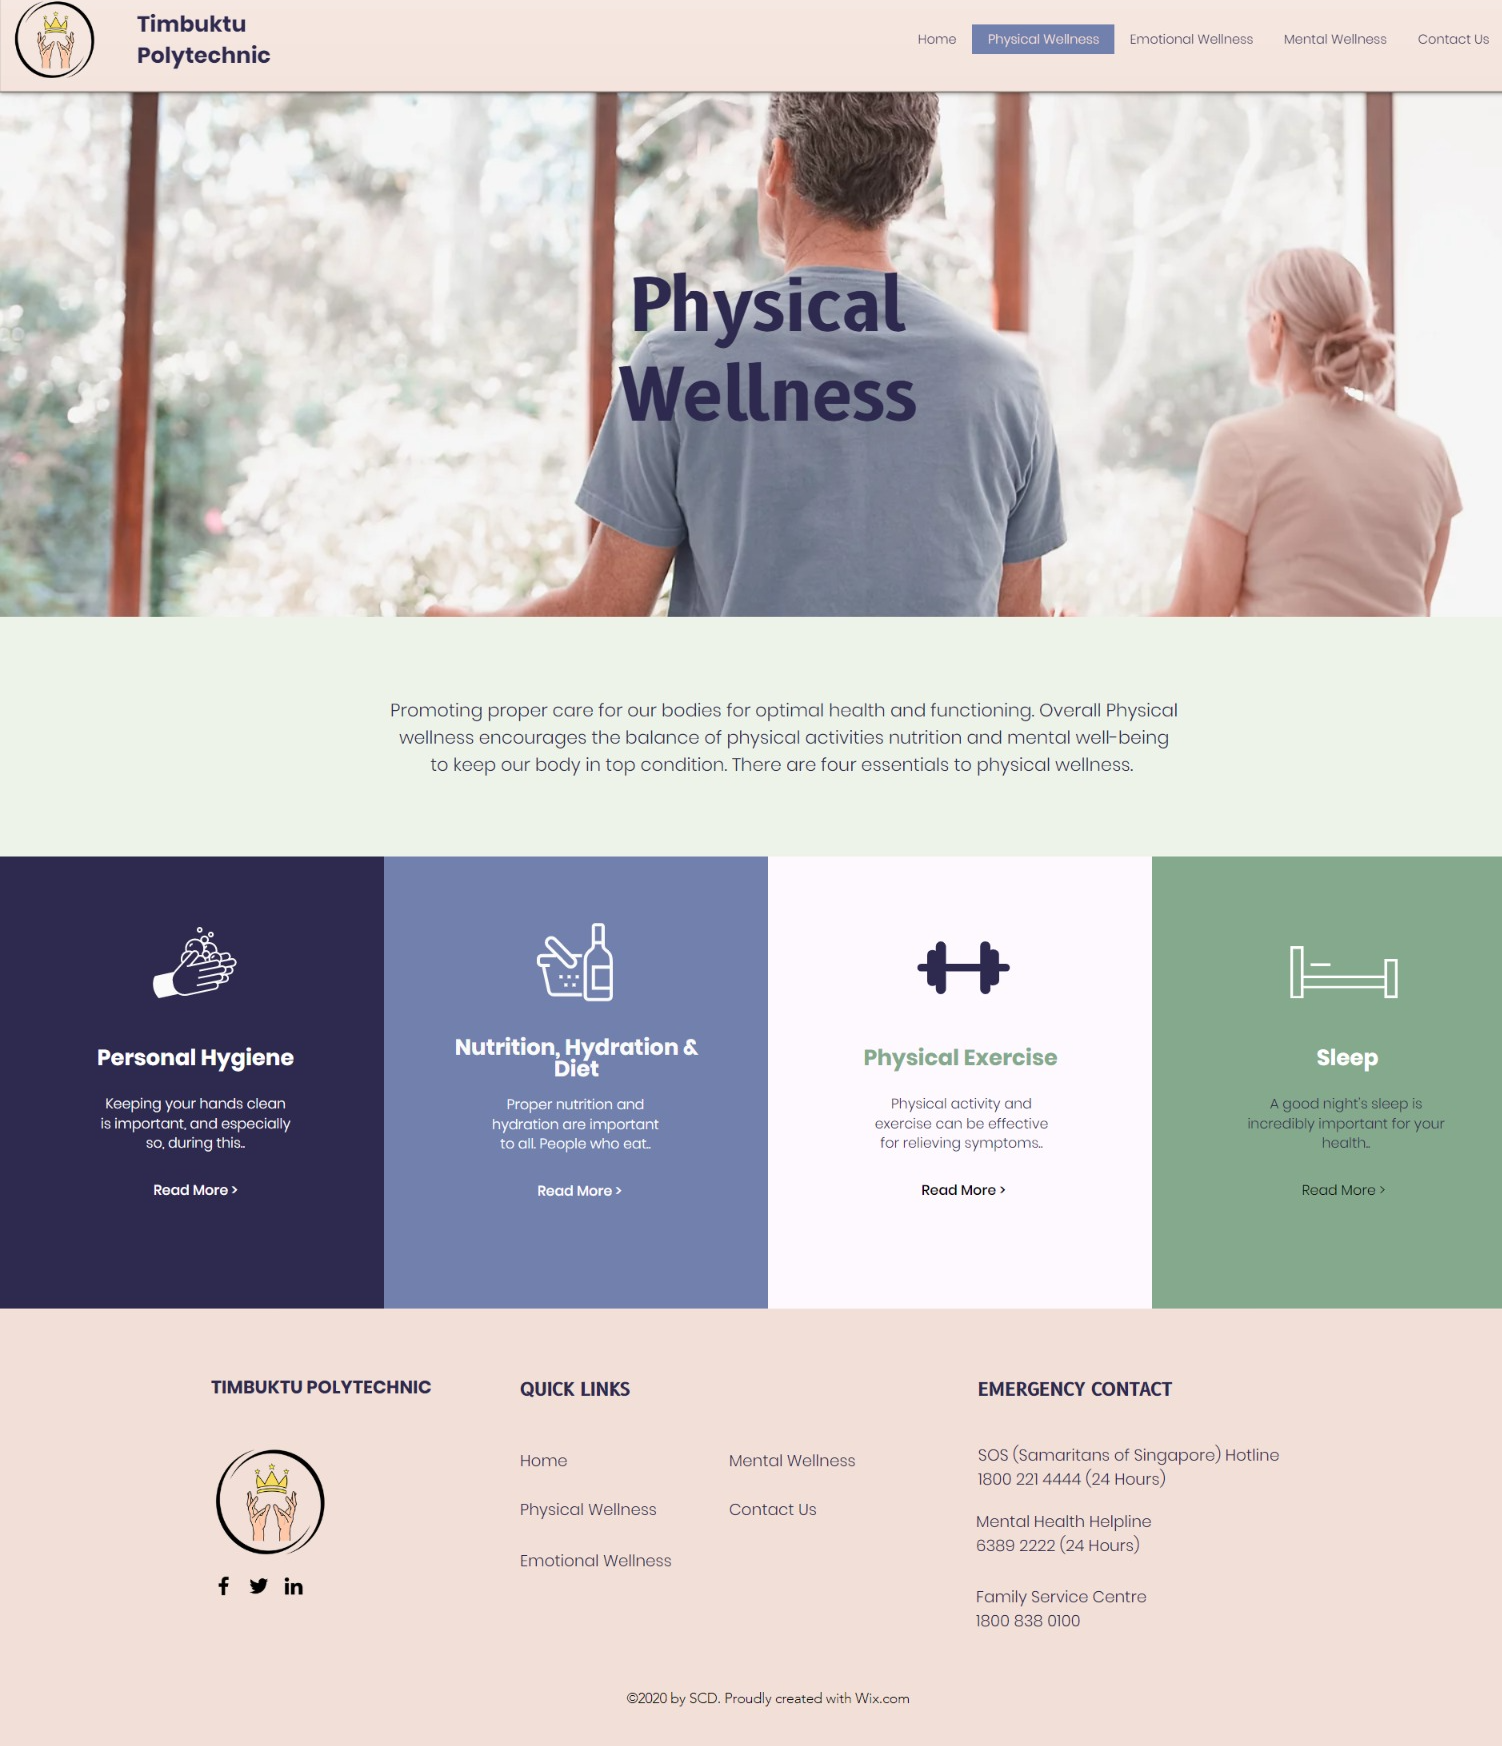 Timbuktu
Polytechnic
Home
Physical Wellness
Emotional Wellness
Mental Wellness
Contact Us
Physical
Wellness
Promoting proper care for our bodies for optimal health and functioning. Overall Physical
wellness encourages the balance of physical activities nutrition and mental well-being
to keep our body in top condition. There are four essentials to physical wellness.
Personal Hygiene
Keeping your hands clean
is important, and especially
so, during this..
Read More >
Nutrition, Hydration &
Diet
Proper nutrition and
hydration are important
to all. People who eat..
Read More >
Physical Exercise
Physical activity and
exercise can be effective
for relieving symptoms..
Read More >
Sleep
A good night's sleep is
incredibly important for your
health..
Read More >
TIMBUKTU POLYTECHNIC
QUICK LINKS
Home
Physical Wellness
Emotional Wellness
Mental Wellness
Contact Us
EMERGENCY CONTACT
SOS (Samaritans of Singapore) Hotline
1800 221 4444 (24 Hours)
Mental Health Helpline
6389 2222 (24 Hours)
Family Service Centre
1800 838 0100
©2020 by SCD. Proudly created with Wix.com